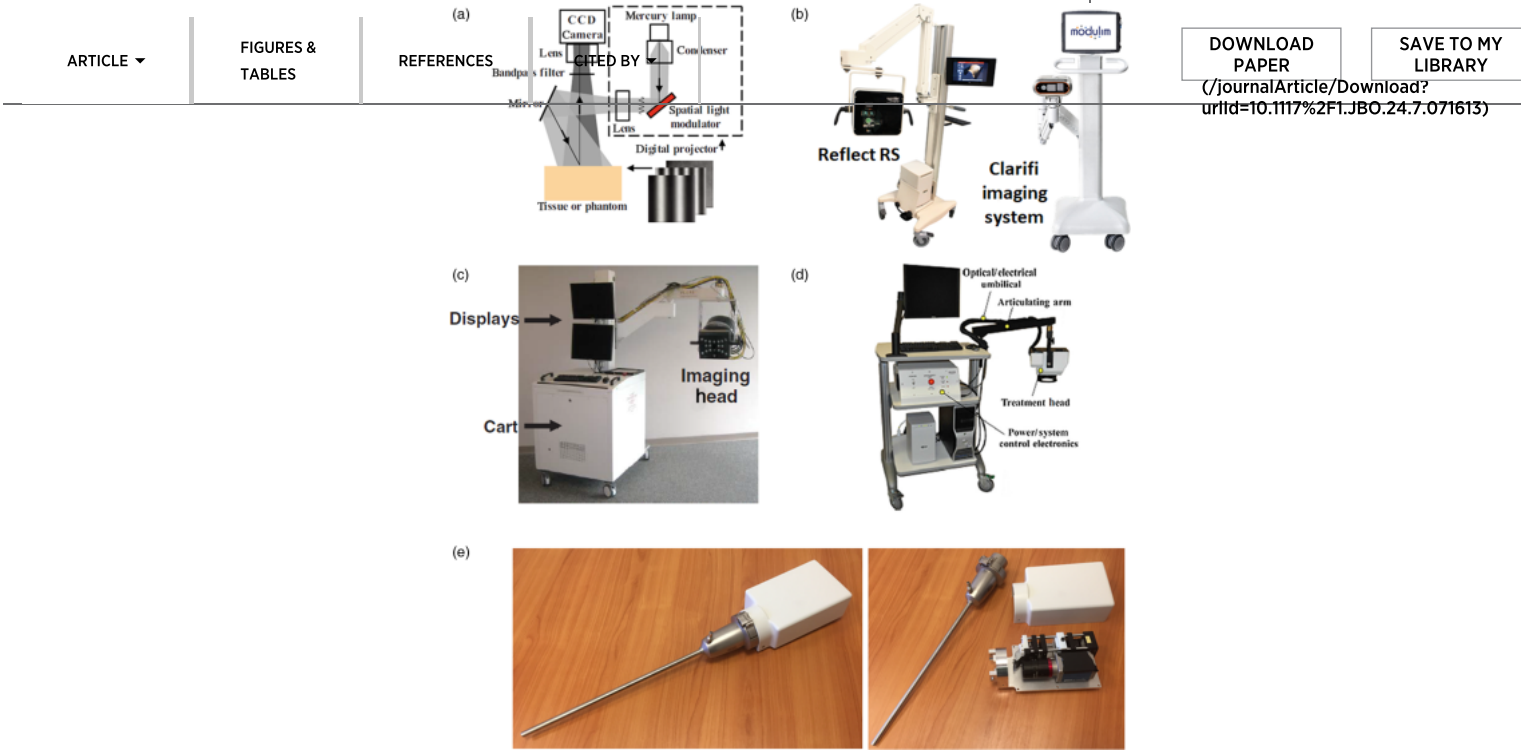 ARTICLE
FIGURES &
TABLES
REFERENCES
CITED BY
DOWNLOAD
PAPER
(/journalArticle/Download?
urlId=10.1117%2F1.JBO.24.7.071613)
SAVE TO MY
LIBRARY
(a)
CCD
Camera
Mercury lamp
Lens
Condenser
Bandpass filter
Mirror
Lens
Spatial light
modulator
Digital projector
Tissue or phantom
(b)
modulim
Reflect RS
Clarifi
imaging
system
(c)
Displays
Imaging
head
Cart
(d)
Optical/electrical
umbilical
Articulating arm
Treatment head
Power/system
control electronics
(e)